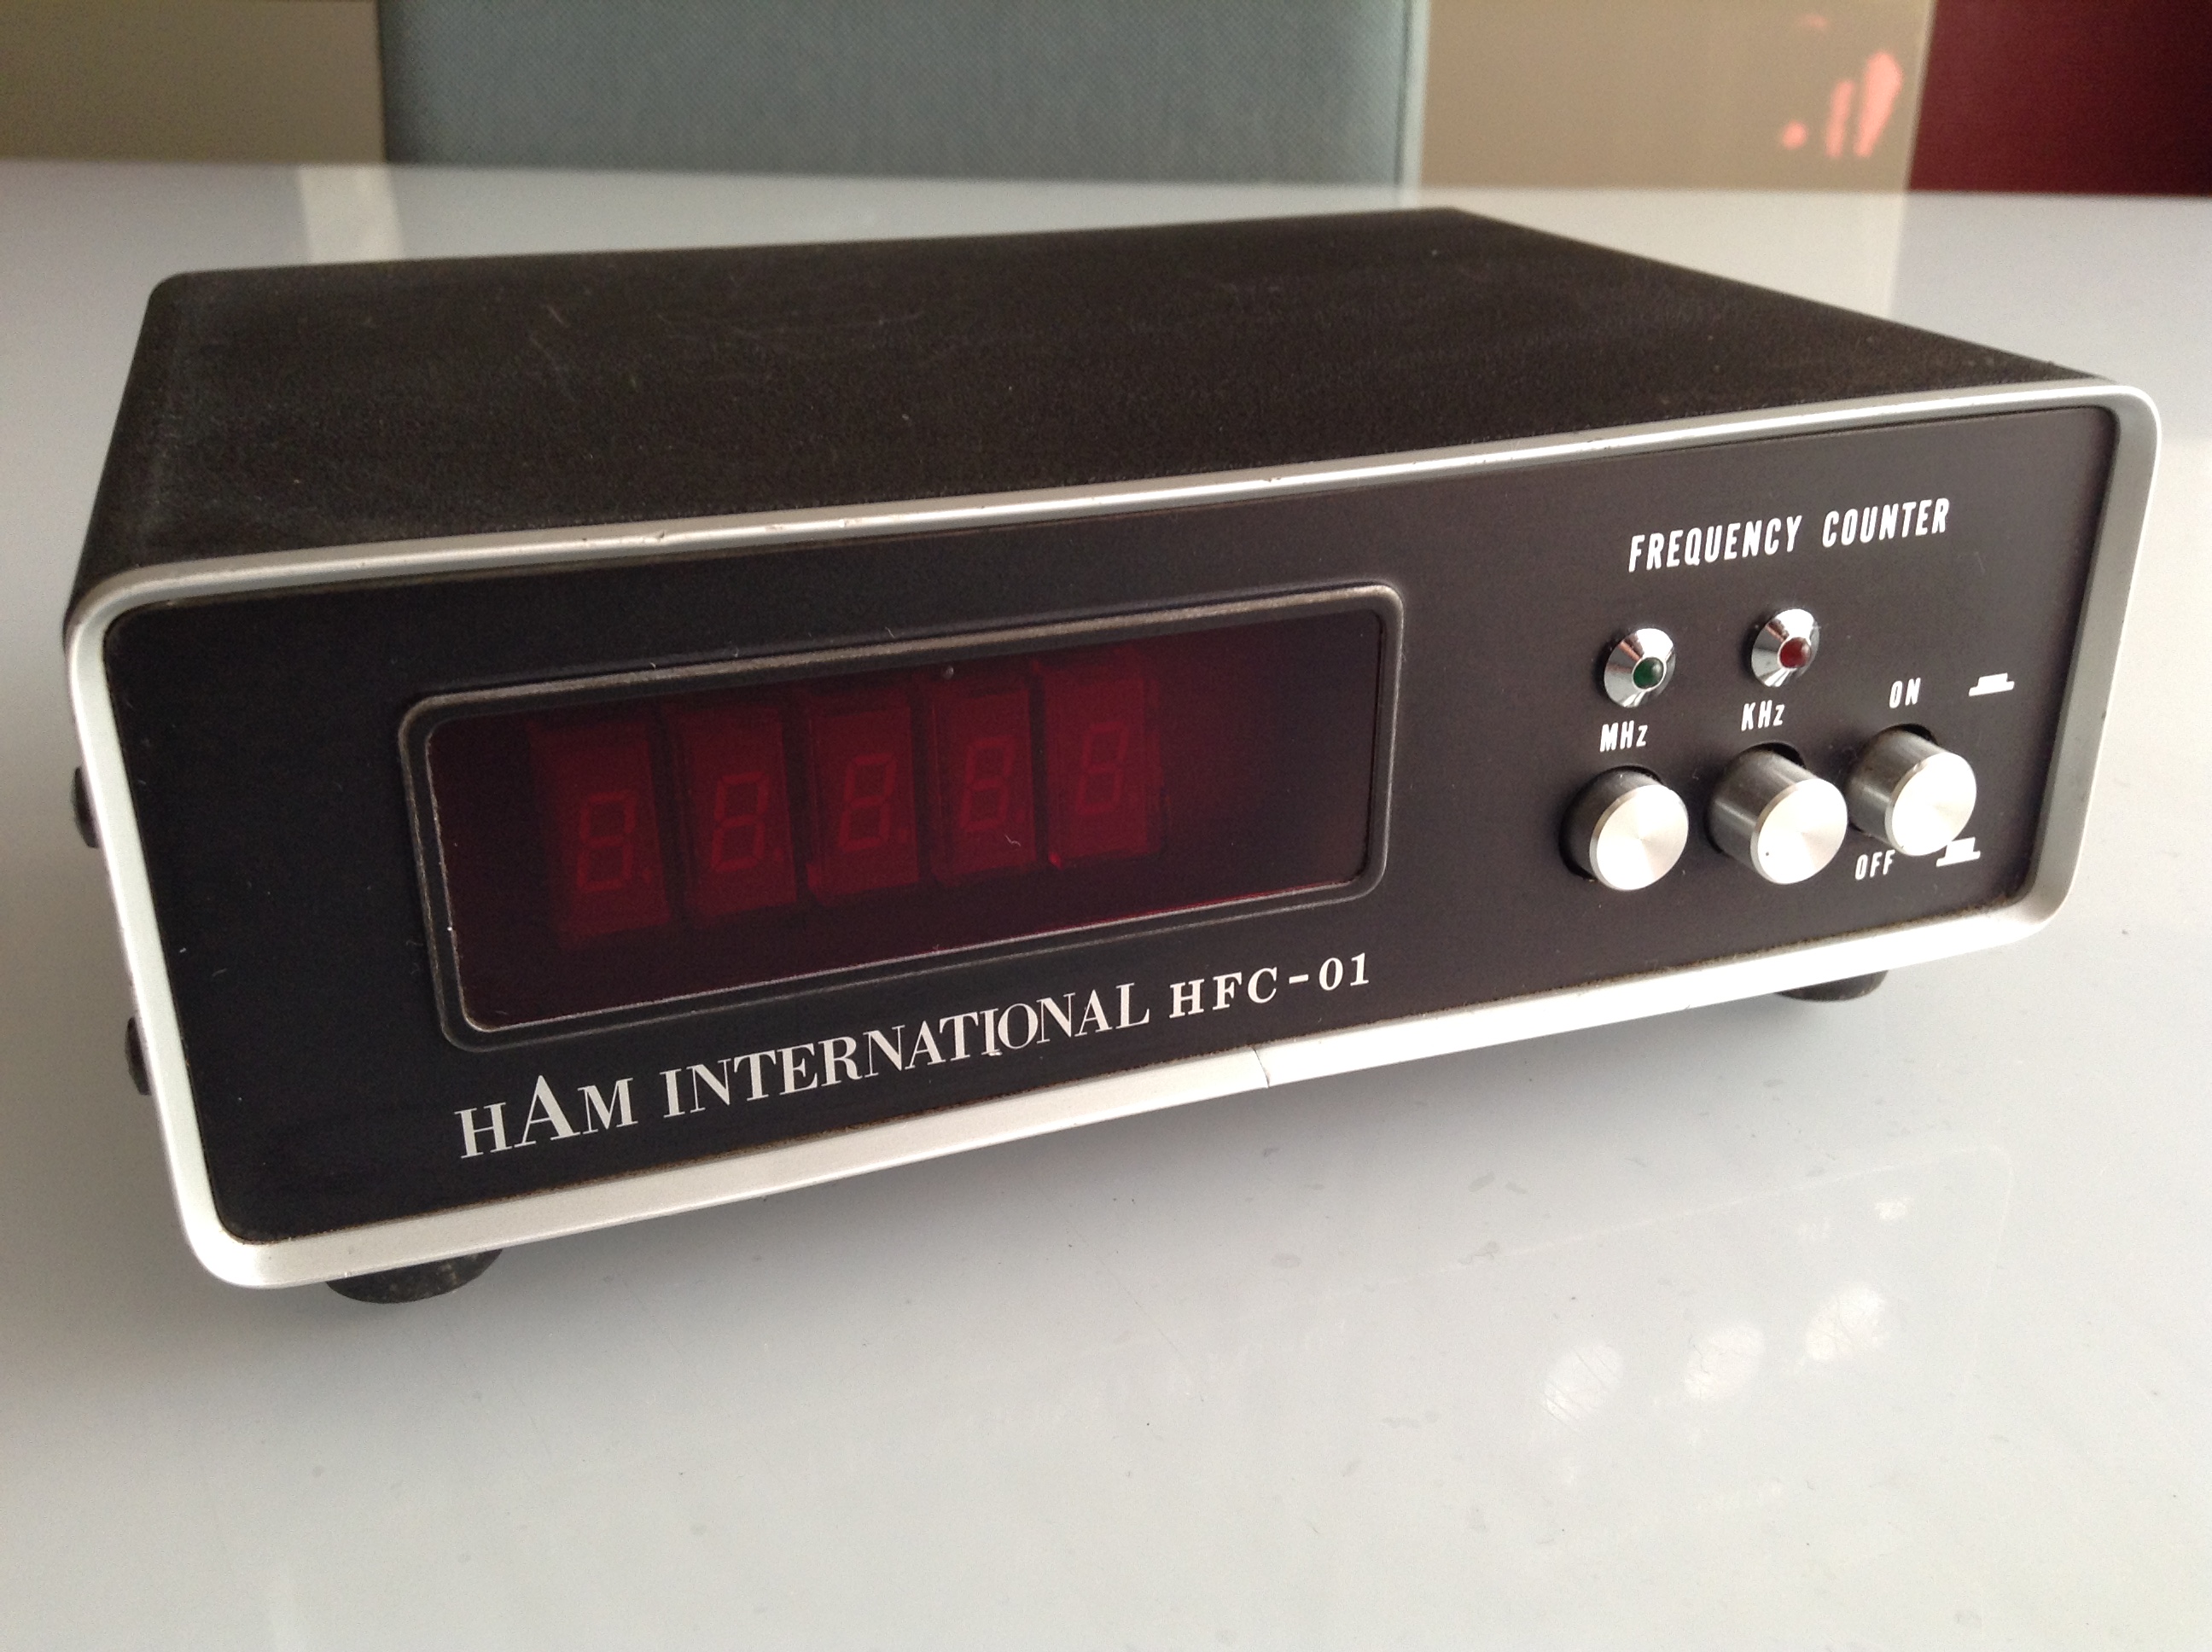 FREQUENCY COUNTER
MHz KHz ON
OFF
HAM INTERNATIONAL HFC-01